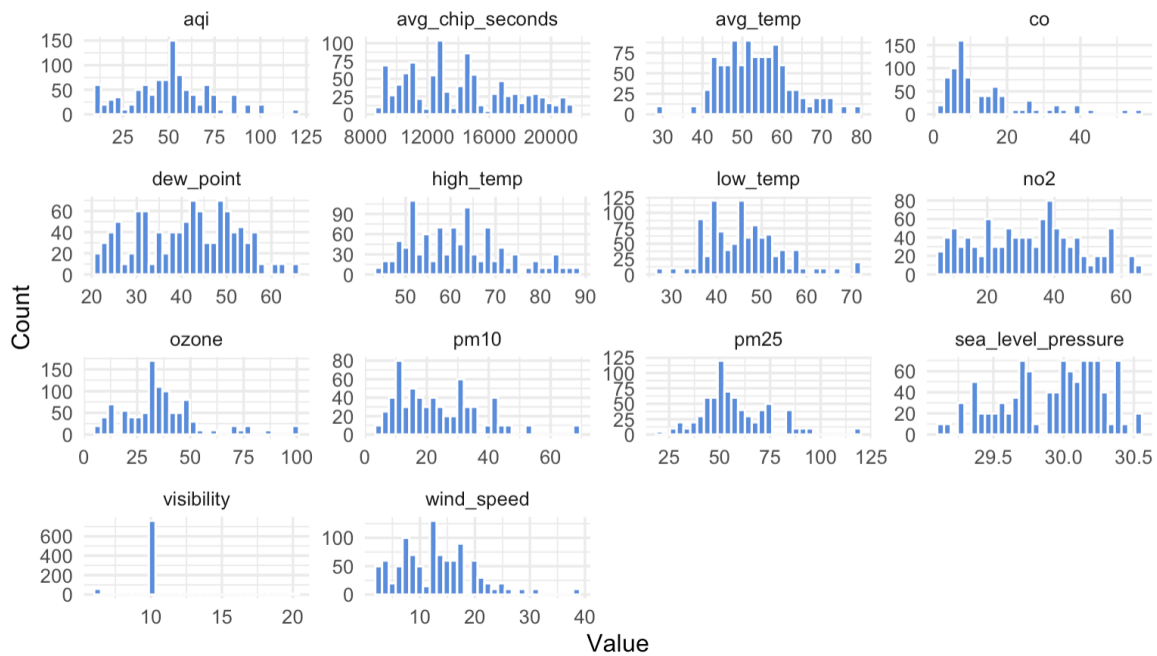 aqi avg_chip_seconds avg_temp co
150 100 50 0
100 75 50 25 0
75 50 25 0
150 100 50 0
25 50 75 100 125
8000 12000 16000 20000
30 40 50 60 70 80
0 20 40
dew_point high_temp low_temp no2
60 40 20 0
90 60 30 0
125 100 75 50 25 0
80 60 40 20 0
20 30 40 50 60
50 60 70 80 90
30 40 50 60 70
20 40 60
ozone pm10 pm25 sea_level_pressure
150 100 50 0
80 60 40 20 0
125 100 75 50 25 0
60 40 20 0
0 25 50 75 100
0 20 40 60
25 50 75 100 125
29.5 30.0 30.5
visibility wind_speed
600 400 200 0
100 50 0
10 15 20
10 20 30 40
Count
Value